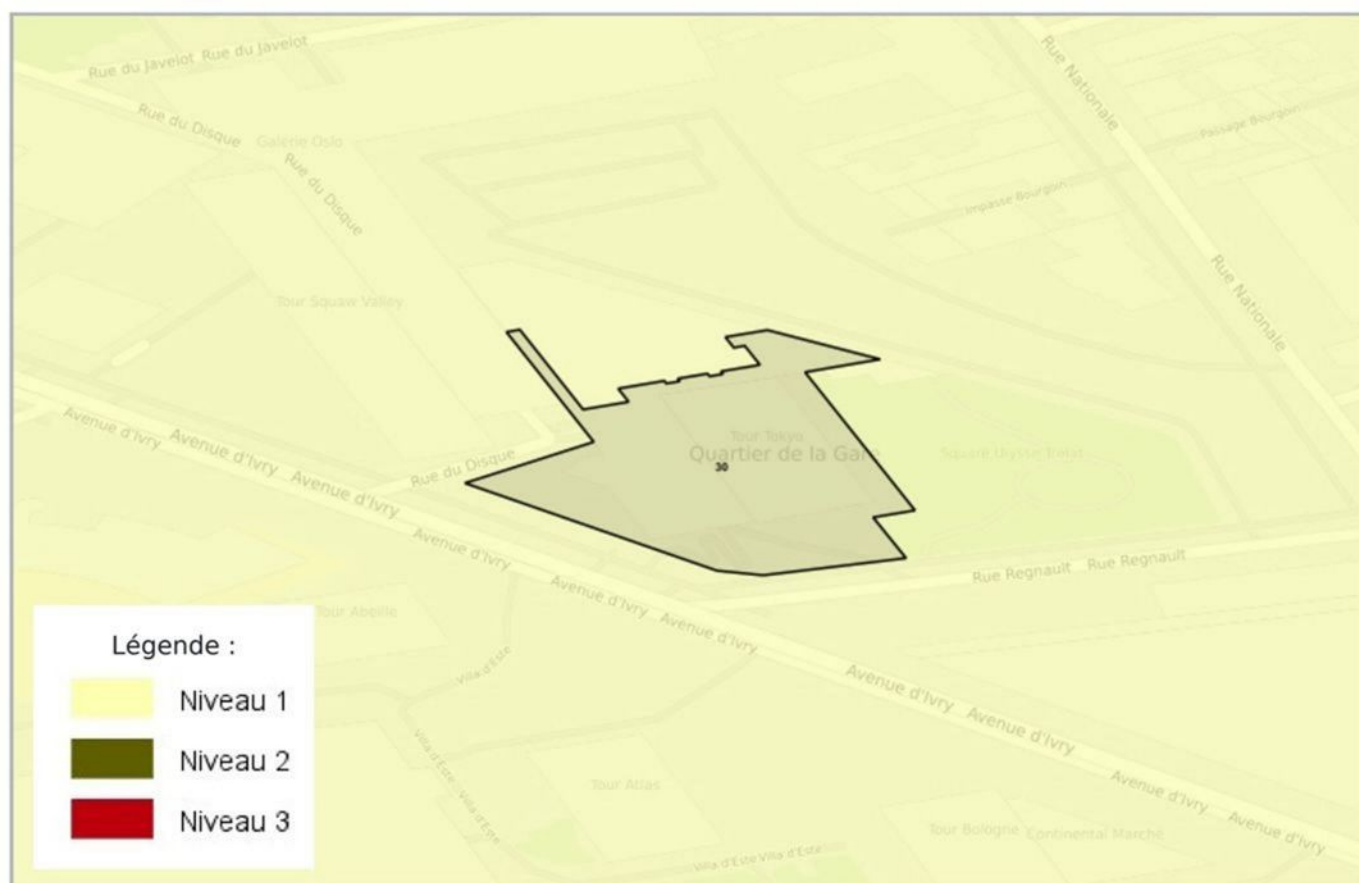 Rue du Javelot Rue du Javelot
Rue Nationale
Passage Bourgoin
Rue du Disque
Galerie Oslo
Rue du Disque
Impasse Bourgoin
Rue Nationale
Tour Squaw Valley
Avenue d'Ivry
Avenue d'Ivry
Avenue d'Ivry
Rue du Disque
Tour Tokyo
Quartier de la Gare
30
Square Ulysse Trélat
Avenue d'Ivry
Avenue d'Ivry
Avenue d'Ivry
Rue Regnault Rue Regnault
Tour Abeille
Légende :
Niveau 1
Niveau 2
Niveau 3
Villa d'Este
Avenue d'Ivry
Avenue d'Ivry
Avenue d'Ivry
Avenue d'Ivry
Villa d'Este
Villa d'Este
Tour Atlas
Tour Bologne
Continental Marché
Villa d'Este Villa d'Este